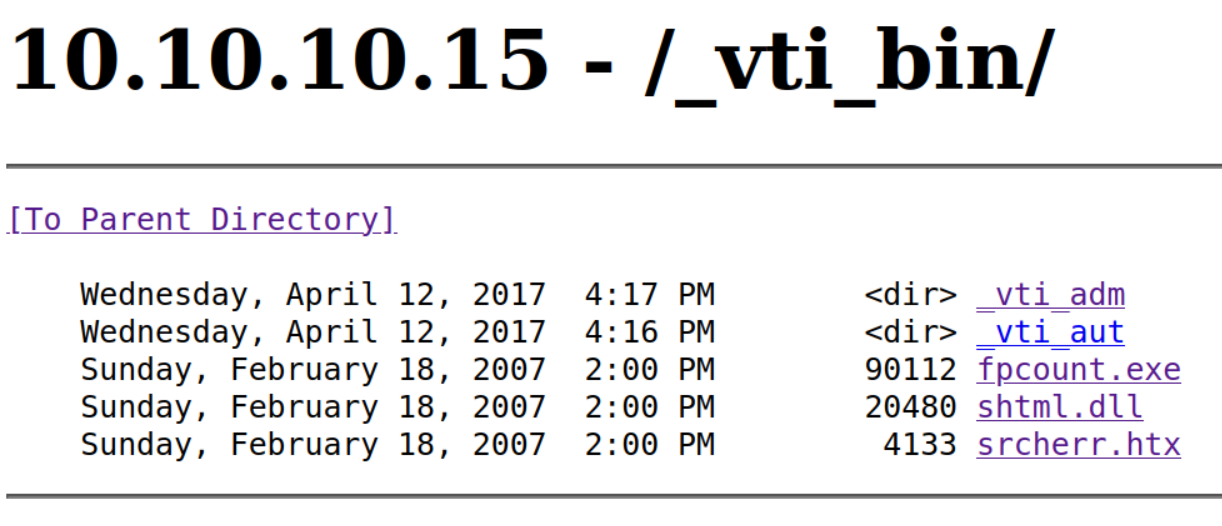 10.10.10.15 - /_vti_bin/
[To Parent Directory]
Wednesday, April 12, 2017 4:17 PM <dir> _vti_adm
Wednesday, April 12, 2017 4:16 PM <dir> _vti_aut
Sunday, February 18, 2007 2:00 PM 90112 fpcount.exe
Sunday, February 18, 2007 2:00 PM 20480 shtml.dll
Sunday, February 18, 2007 2:00 PM 4133 srcherr.htx